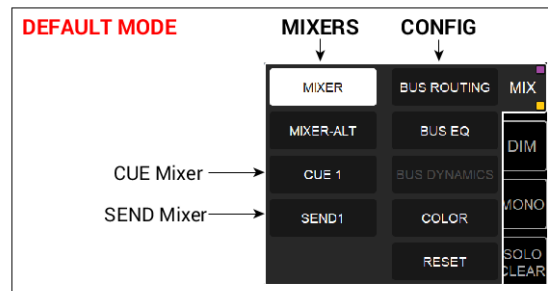 DEFAULT MODE
MIXERS
CONFIG
MIXER
BUS ROUTING
MIX
MIXER-ALT
BUS EQ
DIM
CUE Mixer
CUE 1
BUS DYNAMICS
MONO
SEND Mixer
SEND1
COLOR
SOLO
CLEAR
RESET